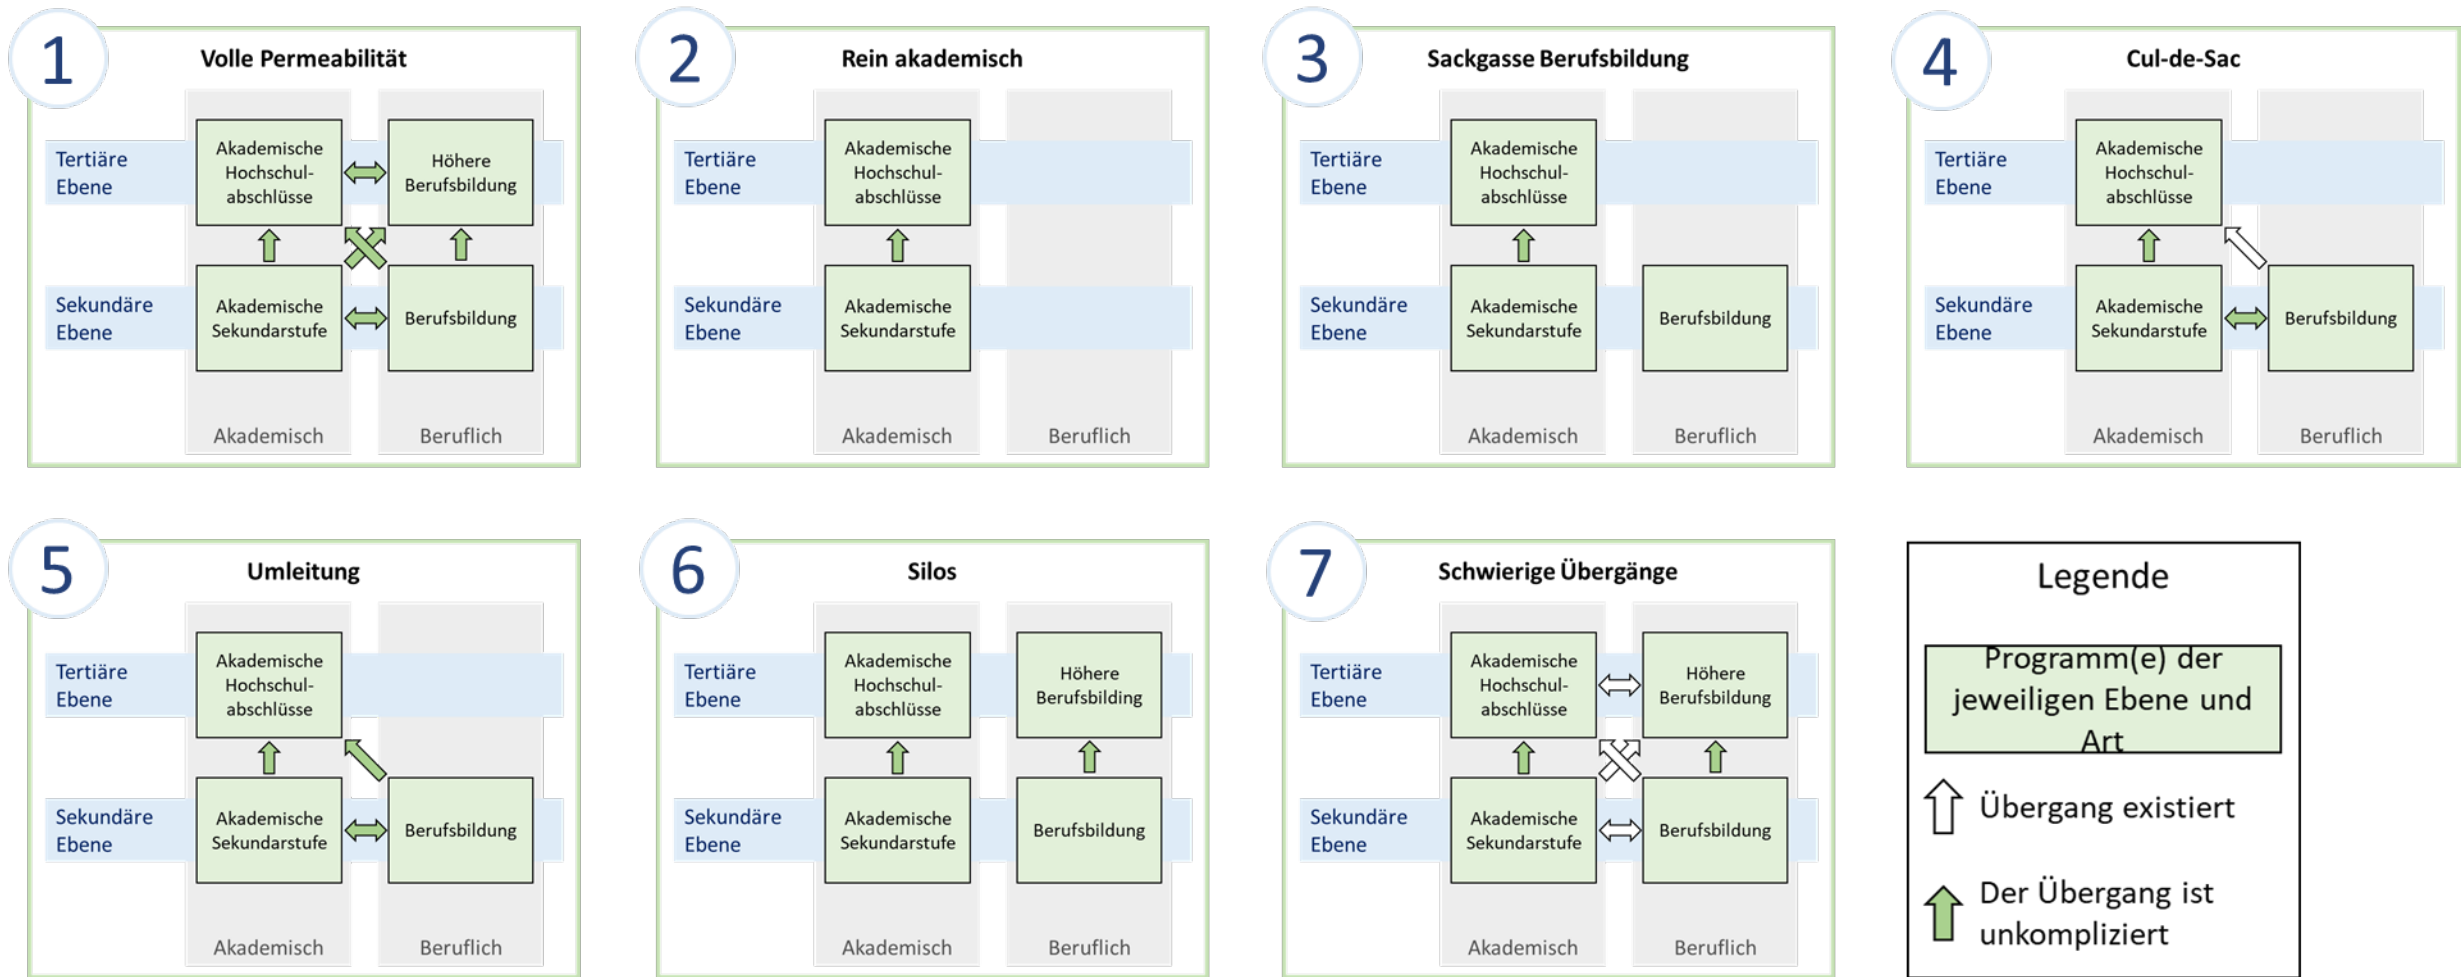 1
Volle Permeabilität
Tertiäre
Ebene
Akademische
Hochschul-
abschlüsse
Höhere
Berufsbildung
Sekundäre
Ebene
Akademische
Sekundarstufe
Berufsbildung
Akademisch
Beruflich
2
Rein akademisch
Tertiäre
Ebene
Akademische
Hochschul-
abschlüsse
Sekundäre
Ebene
Akademische
Sekundarstufe
Akademisch
Beruflich
3
Sackgasse Berufsbildung
Tertiäre
Ebene
Akademische
Hochschul-
abschlüsse
Sekundäre
Ebene
Akademische
Sekundarstufe
Berufsbildung
Akademisch
Beruflich
4
Cul-de-Sac
Tertiäre
Ebene
Akademische
Hochschul-
abschlüsse
Sekundäre
Ebene
Akademische
Sekundarstufe
Berufsbildung
Akademisch
Beruflich
5
Umleitung
Tertiäre
Ebene
Akademische
Hochschul-
abschlüsse
Sekundäre
Ebene
Akademische
Sekundarstufe
Berufsbildung
Akademisch
Beruflich
6
Silos
Tertiäre
Ebene
Akademische
Hochschul-
abschlüsse
Höhere
Berufsbilding
Sekundäre
Ebene
Akademische
Sekundarstufe
Berufsbildung
Akademisch
Beruflich
7
Schwierige Übergänge
Tertiäre
Ebene
Akademische
Hochschul-
abschlüsse
Höhere
Berufsbildung
Sekundäre
Ebene
Akademische
Sekundarstufe
Berufsbildung
Akademisch
Beruflich
Legende
Programm(e) der
jeweiligen Ebene und
Art
Übergang existiert
Der Übergang ist
unkompliziert